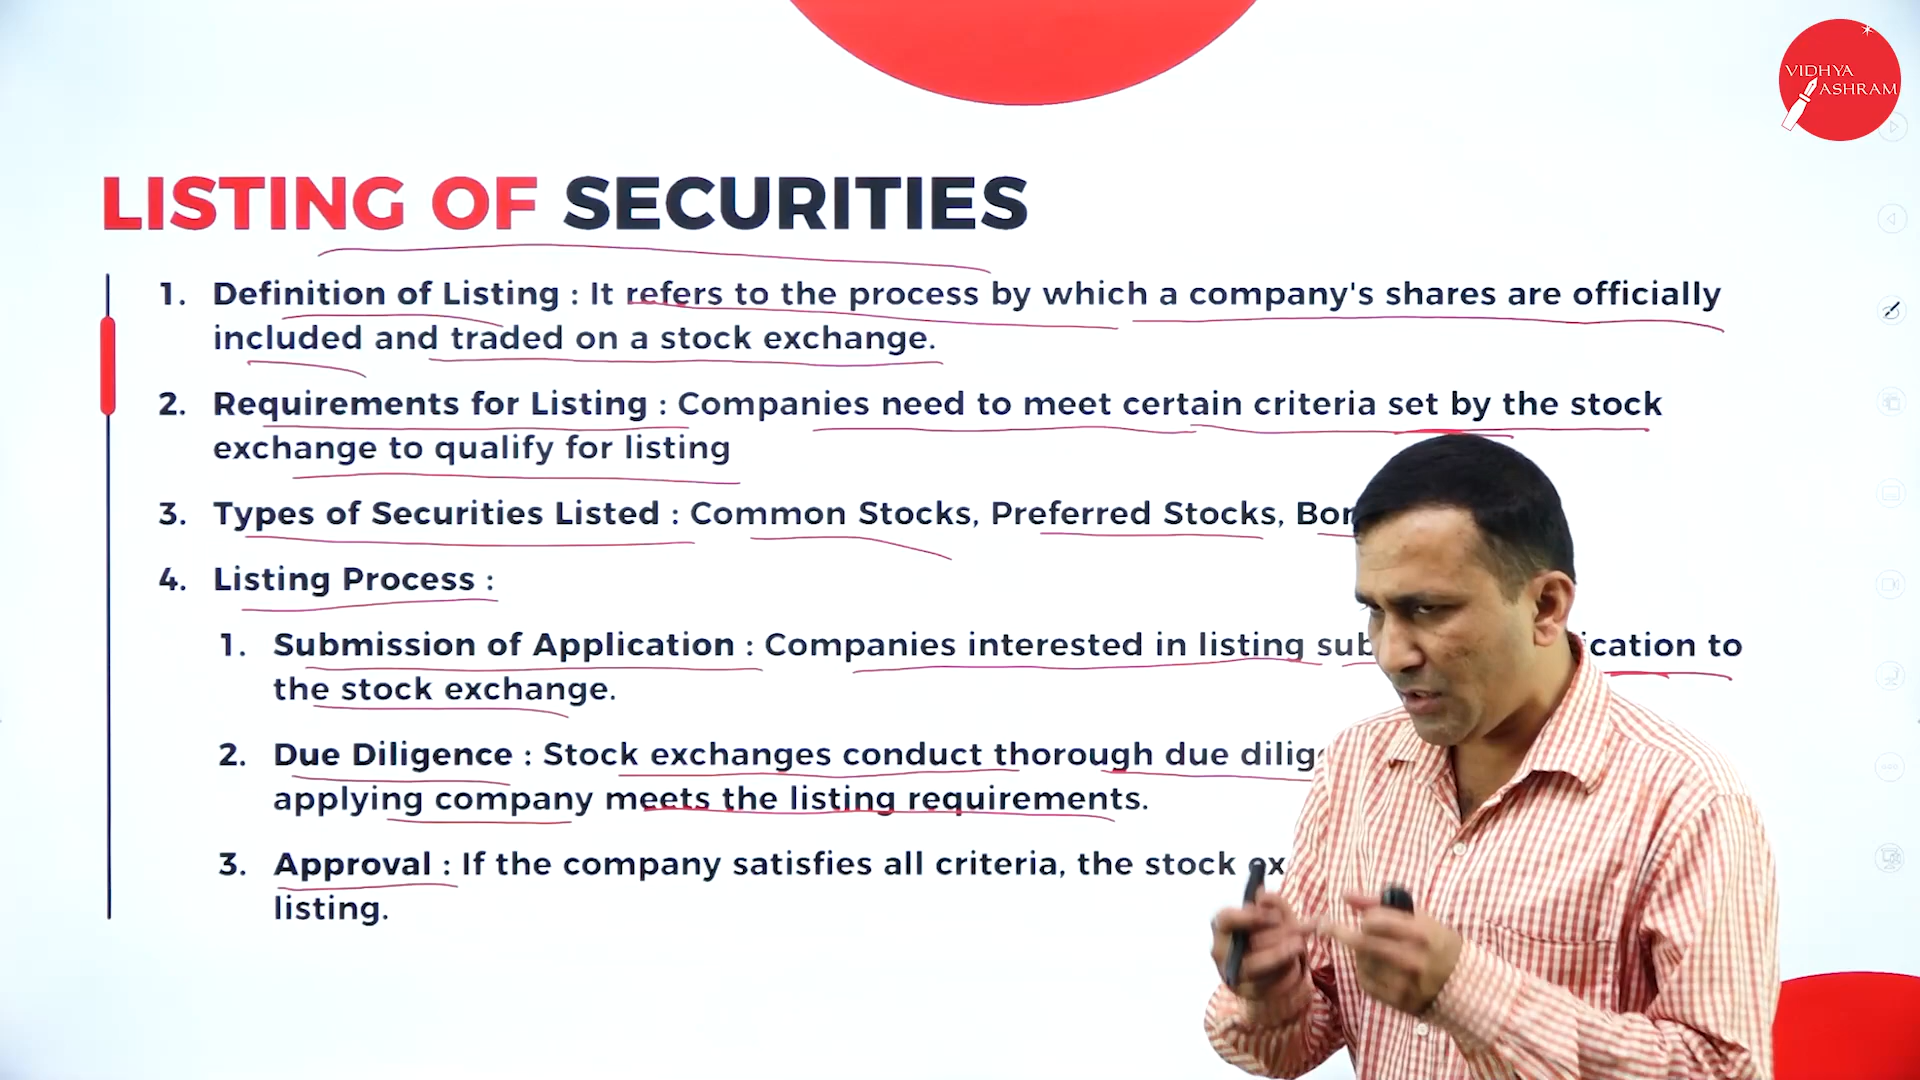 VIDHYA
ASHRAM
LISTING OF SECURITIES
1. Definition of Listing : It refers to the process by which a company's shares are officially
included and traded on a stock exchange.
2. Requirements for Listing : Companies need to meet certain criteria set by the stock
exchange to qualify for listing
3. Types of Securities Listed : Common Stocks, Preferred Stocks,
4. Listing Process :
1. Submission of Application : Companies interested in listing to
the stock exchange.
2. Due Diligence : Stock exchanges conduct thorough due
applying company meets the listing requirements.
3. Approval : If the company satisfies all criteria, the stock
listing.